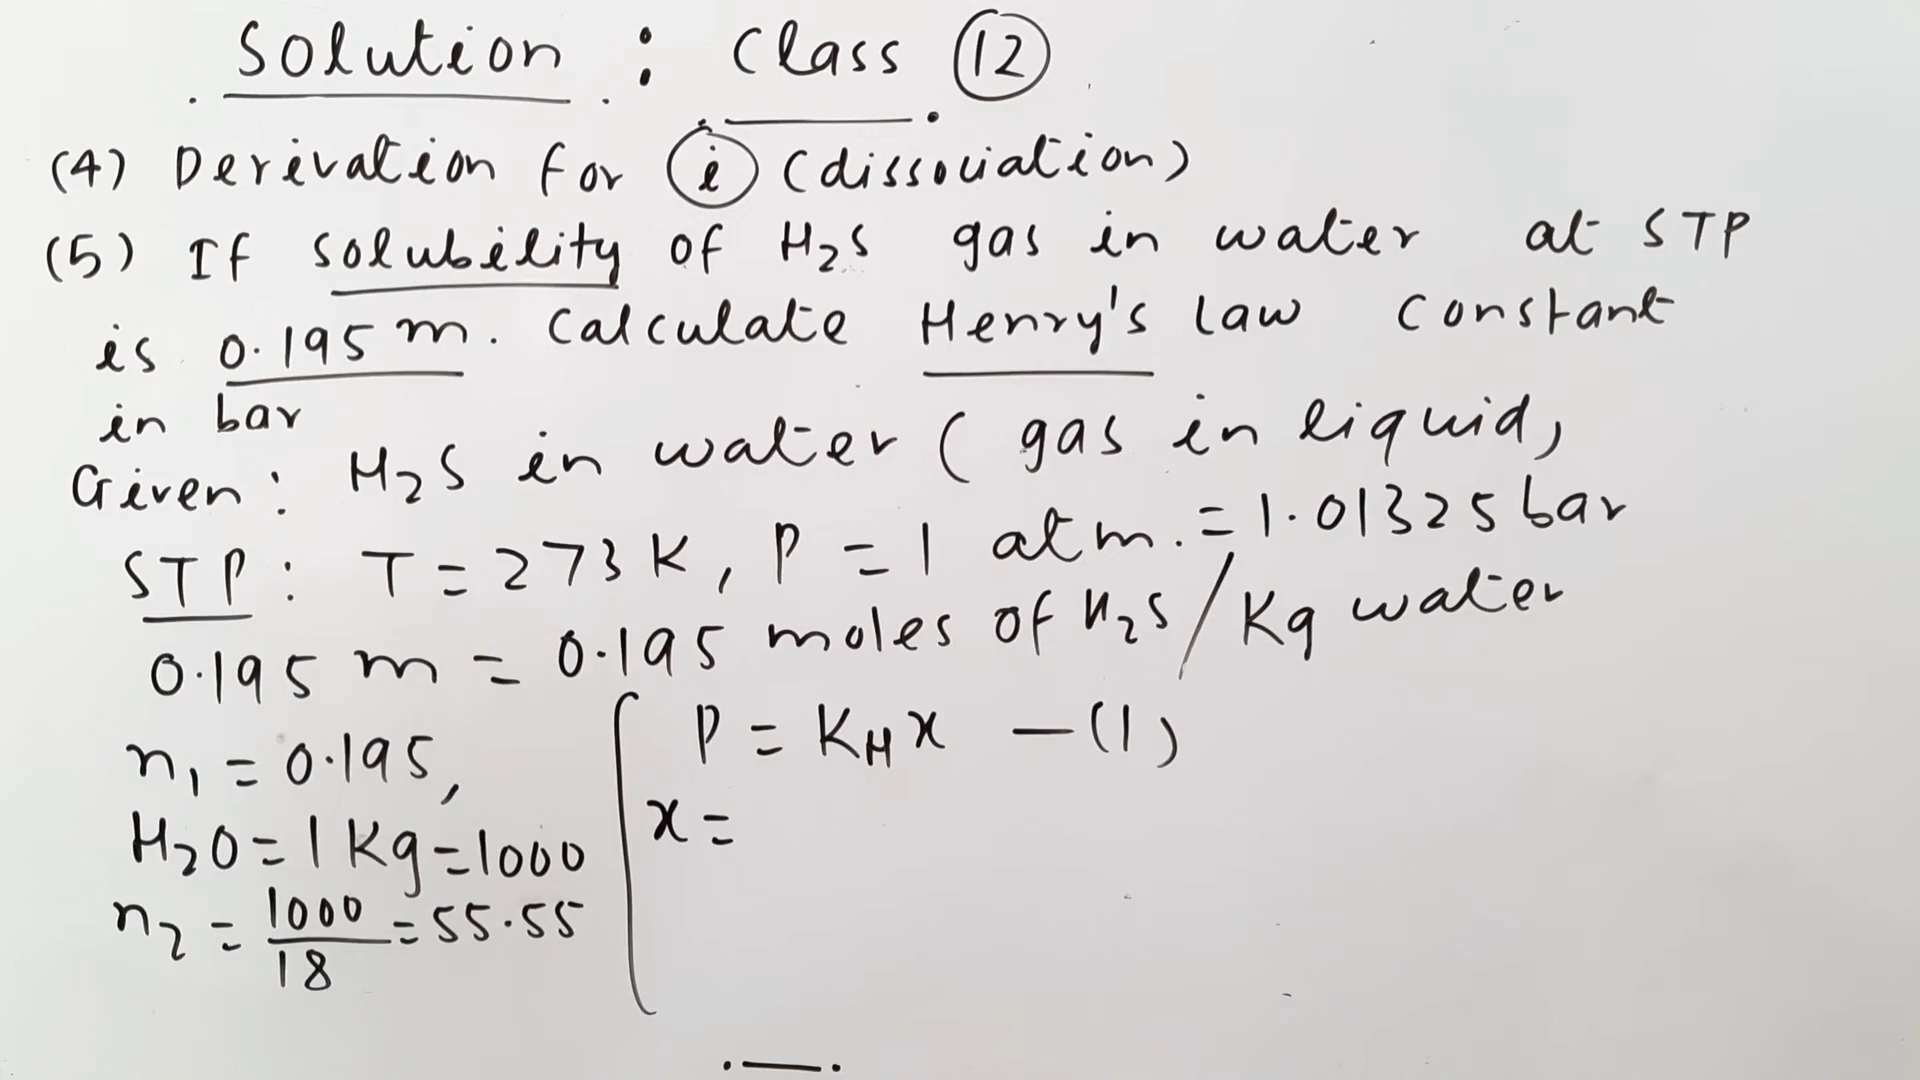 Solution : Class 12
(4) Derivation for i (dissociation)
(5) If solubility of H₂S gas in water at STP
is 0.195 m. Calculate Henry's law constant
in bar
Given: H₂S in water ( gas in liquid,
STP: T = 273 K, P = 1 atm. = 1.01325 bar
0.195 m = 0.195 moles of H₂S / Kg water
n₁ = 0.195,
H₂O = 1 Kg = 1000
n₂ = 1000/18 = 55.55
P = K_H x — (1)
x =